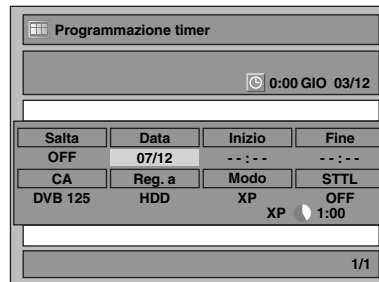 Programmazione timer
0:00 GIO 03/12
Salta Data Inizio Fine
OFF 07/12 --:-- --:--
CA Reg. a Modo STTL
DVB 125 HDD XP OFF
XP 1:00
1/1